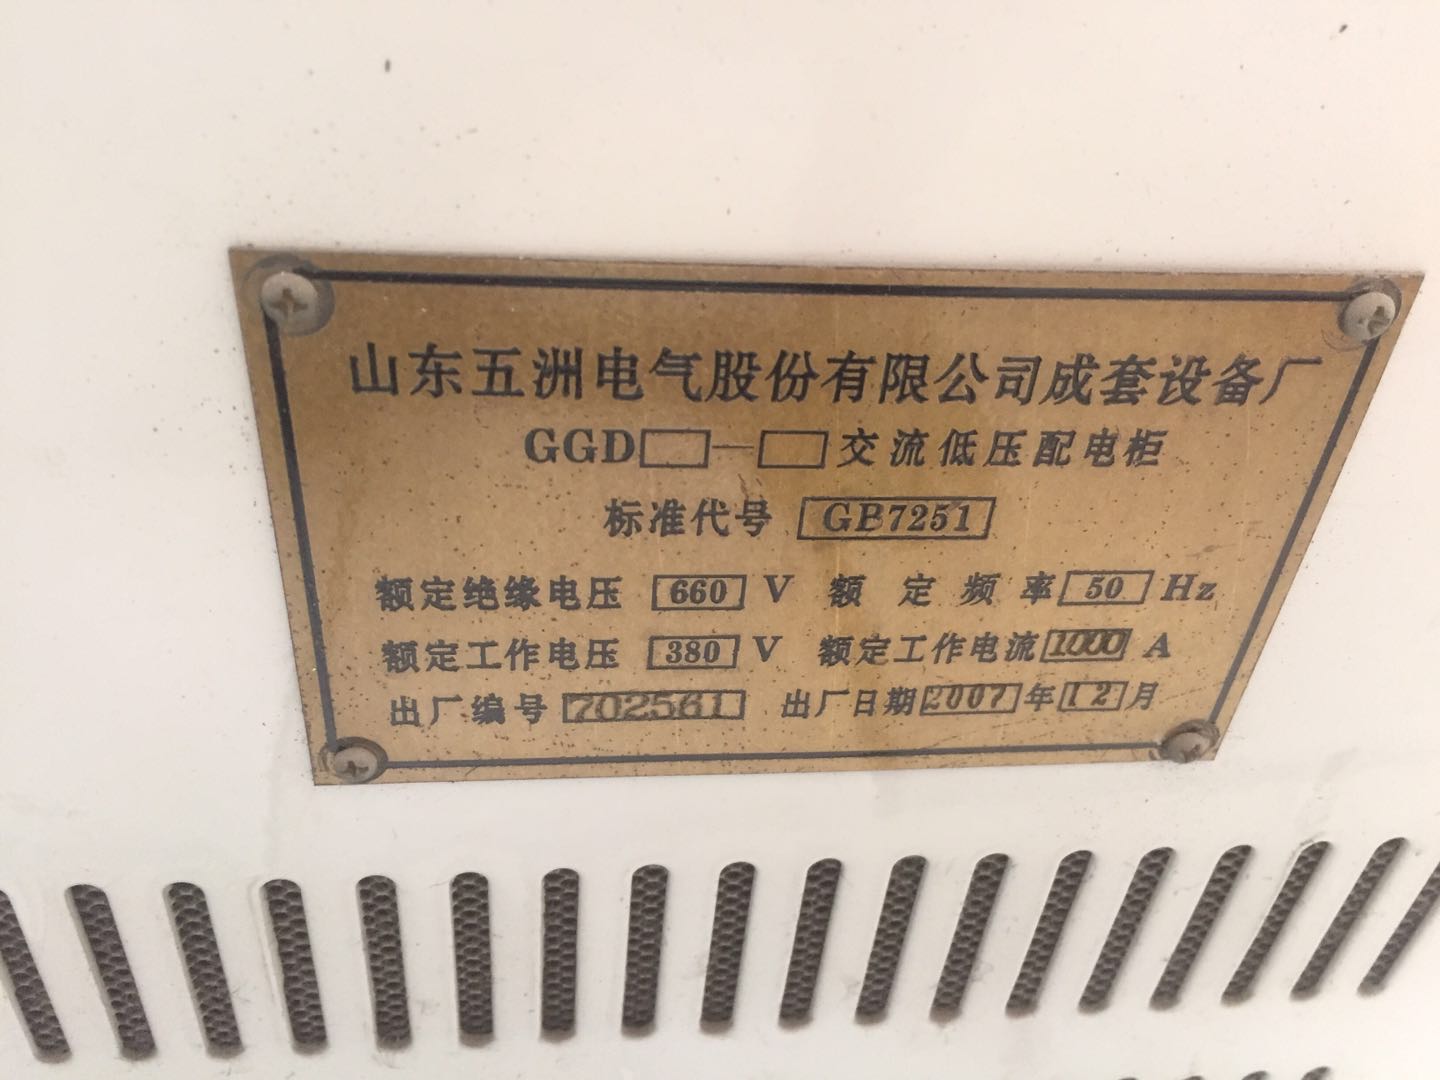 山东五洲电气股份有限公司成套设备厂
GGD□—□交流低压配电柜
标准代号 GB7251
额定绝缘电压 660 V 额定频率 50 Hz
额定工作电压 380 V 额定工作电流 1000 A
出厂编号 702561 出厂日期 2007 年 12 月